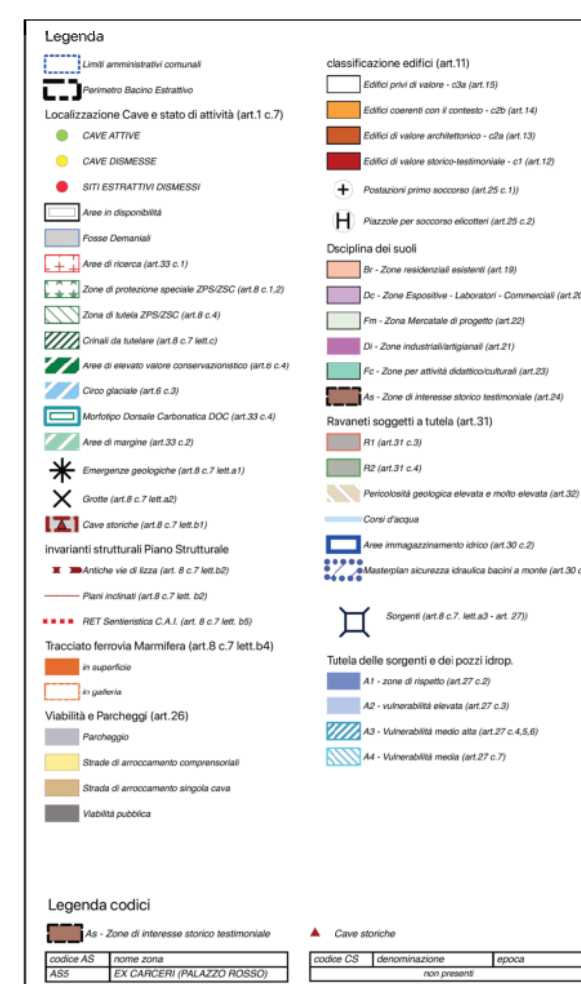 Legenda
Limiti amministrativi comunali
Perimetro Bacino Estrattivo
Localizzazione Cave e stato di attività (art.1 c.7)
CAVE ATTIVE
CAVE DISMESSE
SITI ESTRATTIVI DISMESSI
Aree in disponibilità
Fosse Demaniali
Aree di ricerca (art.33 c.1)
Zone di protezione speciale ZPS/ZSC (art.8 c.1,2)
Zona di tutela ZPS/ZSC (art.8 c.4)
Crinali da tutelare (art.8 c.7 lett.c)
Aree di elevato valore conservazionistico (art.6 c.4)
Circo glaciale (art.6 c.3)
Morfotipo Dorsale Carbonatica DOC (art.33 c.4)
Aree di margine (art.33 c.2)
Emergenze geologiche (art.8 c.7 lett.a1)
Grotte (art.8 c.7 lett.a2)
Cave storiche (art.8 c.7 lett.b1)
invarianti strutturali Piano Strutturale
Antiche vie di lizza (art. 8 c.7 lett.b2)
Piani inclinati (art.8 c.7 lett. b2)
RET Sentieristica C.A.I. (art. 8 c.7 lett. b5)
Tracciato ferrovia Marmifera (art.8 c.7 lett.b4)
in superficie
in galleria
Viabilità e Parcheggi (art.26)
Parcheggio
Strade di arroccamento comprensoriali
Strada di arroccamento singola cava
Viabilità pubblica
classificazione edifici (art.11)
Edifici privi di valore - c3a (art.15)
Edifici coerenti con il contesto - c2b (art.14)
Edifici di valore architettonico - c2a (art.13)
Edifici di valore storico-testimoniale - c1 (art.12)
Postazioni primo soccorso (art.25 c.1))
H Piazzole per soccorso elicotteri (art.25 c.2)
Dsciplina dei suoli
Br - Zone residenziali esistenti (art.19)
Dc - Zone Espositive - Laboratori - Commerciali (art.20
Fm - Zona Mercatale di progetto (art.22)
Di - Zone industriali/artigianali (art.21)
Fc - Zone per attività didattico/culturali (art.23)
As - Zone di interesse storico testimoniale (art.24)
Ravaneti soggetti a tutela (art.31)
R1 (art.31 c.3)
R2 (art.31 c.4)
Pericolosità geologica elevata e molto elevata (art.32)
Corsi d'acqua
Aree immagazzinamento idrico (art.30 c.2)
Masterplan sicurezza idraulica bacini a monte (art.30 c
Sorgenti (art.8 c.7. lett.a3 - art. 27))
Tutela delle sorgenti e dei pozzi idrop.
A1 - zone di rispetto (art.27 c.2)
A2 - vulnerabilità elevata (art.27 c.3)
A3 - Vulnerabilità medio alta (art.27 c.4,5,6)
A4 - Vulnerabilità media (art.27 c.7)
Legenda codici
As - Zone di interesse storico testimoniale
codice AS nome zona
AS5 EX CARCERI (PALAZZO ROSSO)
Cave storiche
codice CS denominazione epoca
non presenti